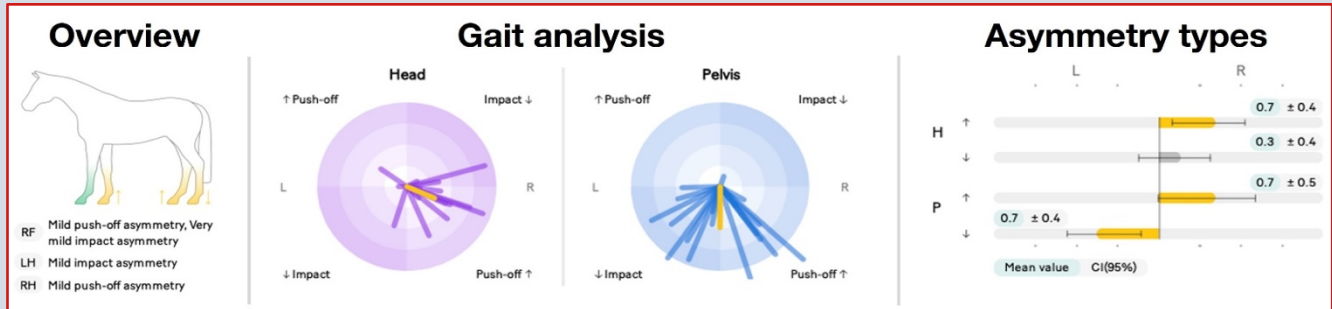 Overview
RF Mild push-off asymmetry, Very
mild impact asymmetry
LH Mild impact asymmetry
RH Mild push-off asymmetry
Gait analysis
Head
↑ Push-off Impact ↓
L R
↓ Impact Push-off ↑
Pelvis
↑ Push-off Impact ↓
L R
↓ Impact Push-off ↑
Asymmetry types
L R
H
↑ 0.7 ± 0.4
↓ 0.3 ± 0.4
P
↑ 0.7 ± 0.5
↓ 0.7 ± 0.4
Mean value CI(95%)